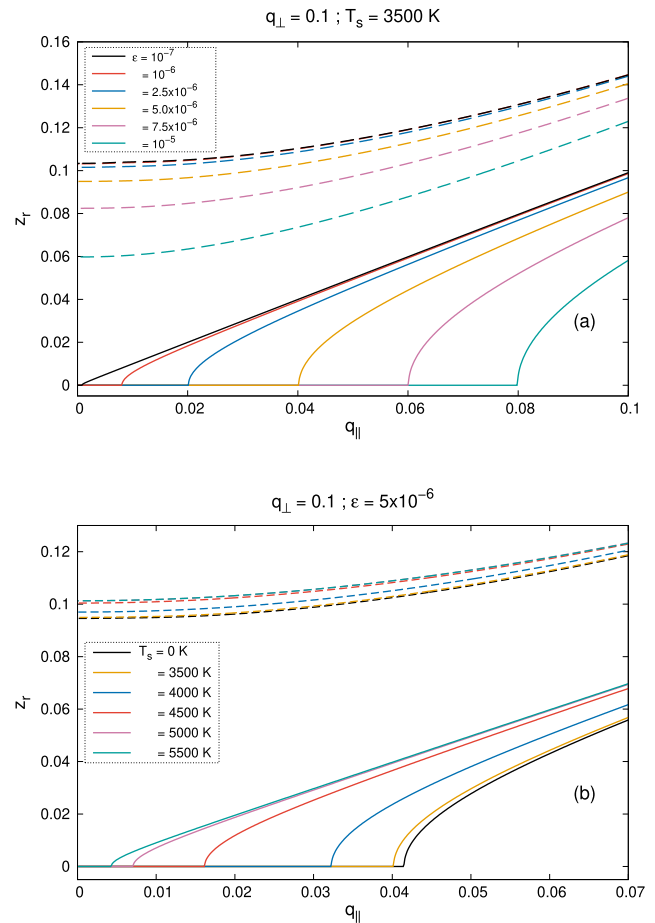 q⊥ = 0.1 ; Ts = 3500 K
0.16
0.14
0.12
0.1
0.08
0.06
0.04
0.02
0
zr
ε = 10⁻⁷
= 10⁻⁶
= 2.5x10⁻⁶
= 5.0x10⁻⁶
= 7.5x10⁻⁶
= 10⁻⁵
(a)
0 0.02 0.04 0.06 0.08 0.1
q||
q⊥ = 0.1 ; ε = 5x10⁻⁶
0.12
0.1
0.08
0.06
0.04
0.02
0
zr
Ts = 0 K
= 3500 K
= 4000 K
= 4500 K
= 5000 K
= 5500 K
(b)
0 0.01 0.02 0.03 0.04 0.05 0.06 0.07
q||